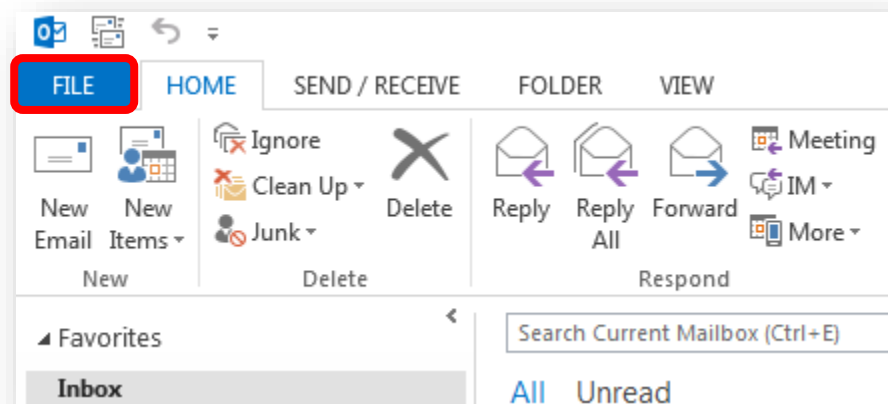 FILE HOME SEND / RECEIVE FOLDER VIEW
Ignore
Clean Up
Junk
New
Email
New
Items
Delete
Reply
Reply
All
Forward
Meeting
IM
More
New Delete Respond
Favorites
Search Current Mailbox (Ctrl+E)
Inbox
All Unread